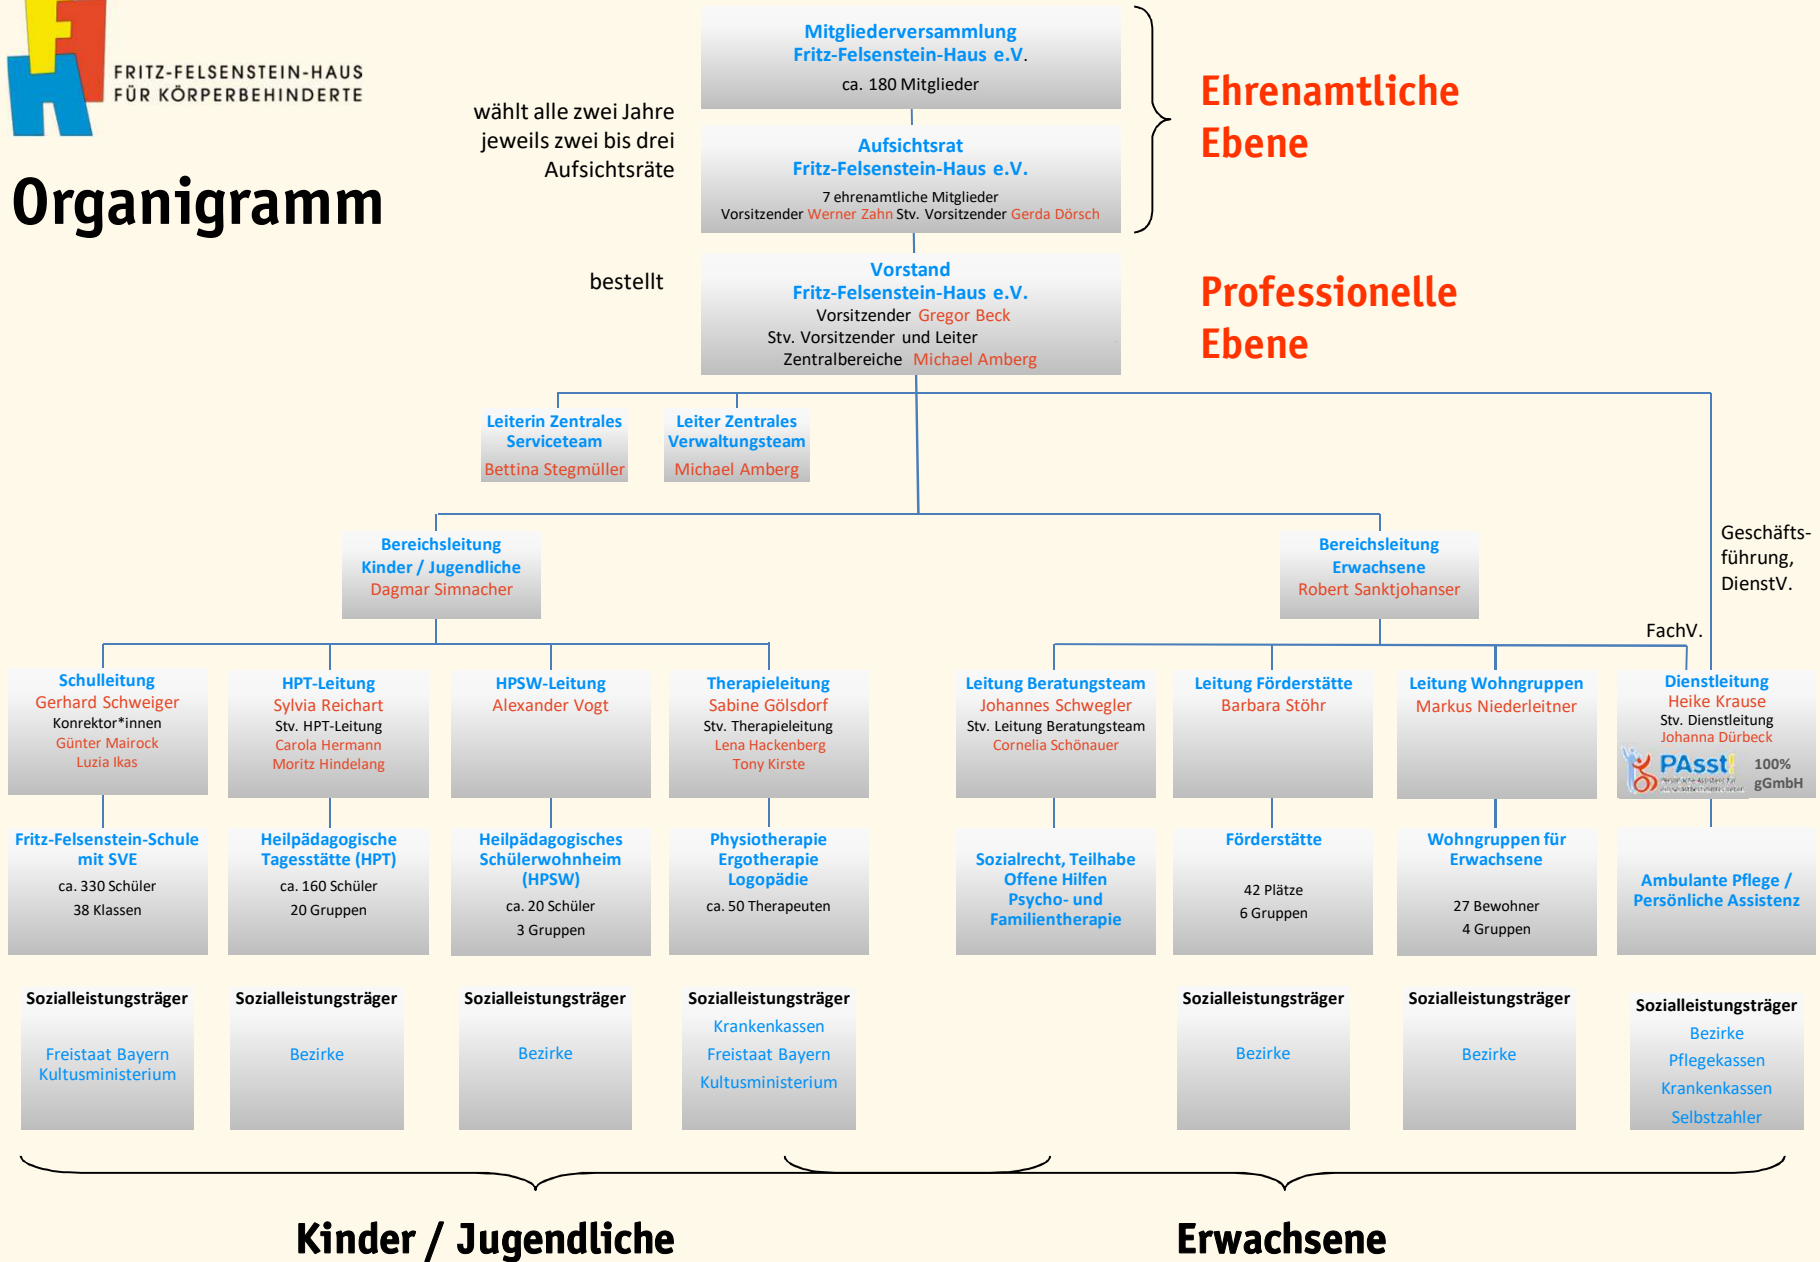 FRITZ-FELSENSTEIN-HAUS
FÜR KÖRPERBEHINDERTE
Organigramm
Mitgliederversammlung
Fritz-Felsenstein-Haus e.V.
ca. 180 Mitglieder
wählt alle zwei Jahre
jeweils zwei bis drei
Aufsichtsräte
Aufsichtsrat
Fritz-Felsenstein-Haus e.V.
7 ehrenamtliche Mitglieder
Vorsitzender Werner Zahn Stv. Vorsitzender Gerda Dörsch
Ehrenamtliche
Ebene
bestellt
Vorstand
Fritz-Felsenstein-Haus e.V.
Vorsitzender Gregor Beck
Stv. Vorsitzender und Leiter
Zentralbereiche Michael Amberg
Professionelle
Ebene
Leiterin Zentrales
Serviceteam
Bettina Stegmüller
Leiter Zentrales
Verwaltungsteam
Michael Amberg
Bereichsleitung
Kinder / Jugendliche
Dagmar Simnacher
Bereichsleitung
Erwachsene
Robert Sanktjohanser
Geschäfts-
führung,
DienstV.
FachV.
Schulleitung
Gerhard Schweiger
Konrektor*innen
Günter Mairock
Luzia Ikas
HPT-Leitung
Sylvia Reichart
Stv. HPT-Leitung
Carola Hermann
Moritz Hindelang
HPSW-Leitung
Alexander Vogt
Therapieleitung
Sabine Gölsdorf
Stv. Therapieleitung
Lena Hackenberg
Tony Kirste
Leitung Beratungsteam
Johannes Schwegler
Stv. Leitung Beratungsteam
Cornelia Schönauer
Leitung Förderstätte
Barbara Stöhr
Leitung Wohngruppen
Markus Niederleitner
Dienstleitung
Heike Krause
Stv. Dienstleitung
Johanna Dürbeck
PAsst!
100%
gGmbH
Fritz-Felsenstein-Schule
mit SVE
ca. 330 Schüler
38 Klassen
Heilpädagogische
Tagesstätte (HPT)
ca. 160 Schüler
20 Gruppen
Heilpädagogisches
Schülerwohnheim
(HPSW)
ca. 20 Schüler
3 Gruppen
Physiotherapie
Ergotherapie
Logopädie
ca. 50 Therapeuten
Sozialrecht, Teilhabe
Offene Hilfen
Psycho- und
Familientherapie
Förderstätte
42 Plätze
6 Gruppen
Wohngruppen für
Erwachsene
27 Bewohner
4 Gruppen
Ambulante Pflege /
Persönliche Assistenz
Sozialleistungsträger
Freistaat Bayern
Kultusministerium
Sozialleistungsträger
Bezirke
Sozialleistungsträger
Bezirke
Sozialleistungsträger
Krankenkassen
Freistaat Bayern
Kultusministerium
Sozialleistungsträger
Bezirke
Sozialleistungsträger
Bezirke
Sozialleistungsträger
Bezirke
Pflegekassen
Krankenkassen
Selbstzahler
Kinder / Jugendliche
Erwachsene